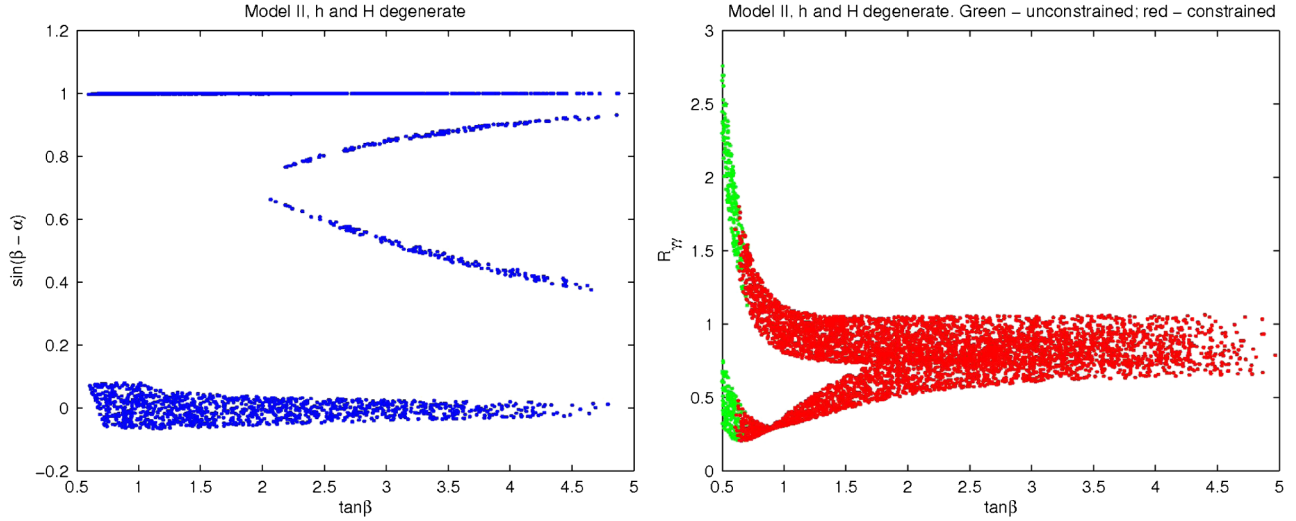 Model II, h and H degenerate
1.2
1
0.8
0.6
0.4
0.2
0
−0.2
sin(β − α)
0.5 1 1.5 2 2.5 3 3.5 4 4.5 5
tanβ
Model II, h and H degenerate. Green − unconstrained; red − constrained
3
2.5
2
1.5
1
0.5
0
Rγγ
0.5 1 1.5 2 2.5 3 3.5 4 4.5 5
tanβ